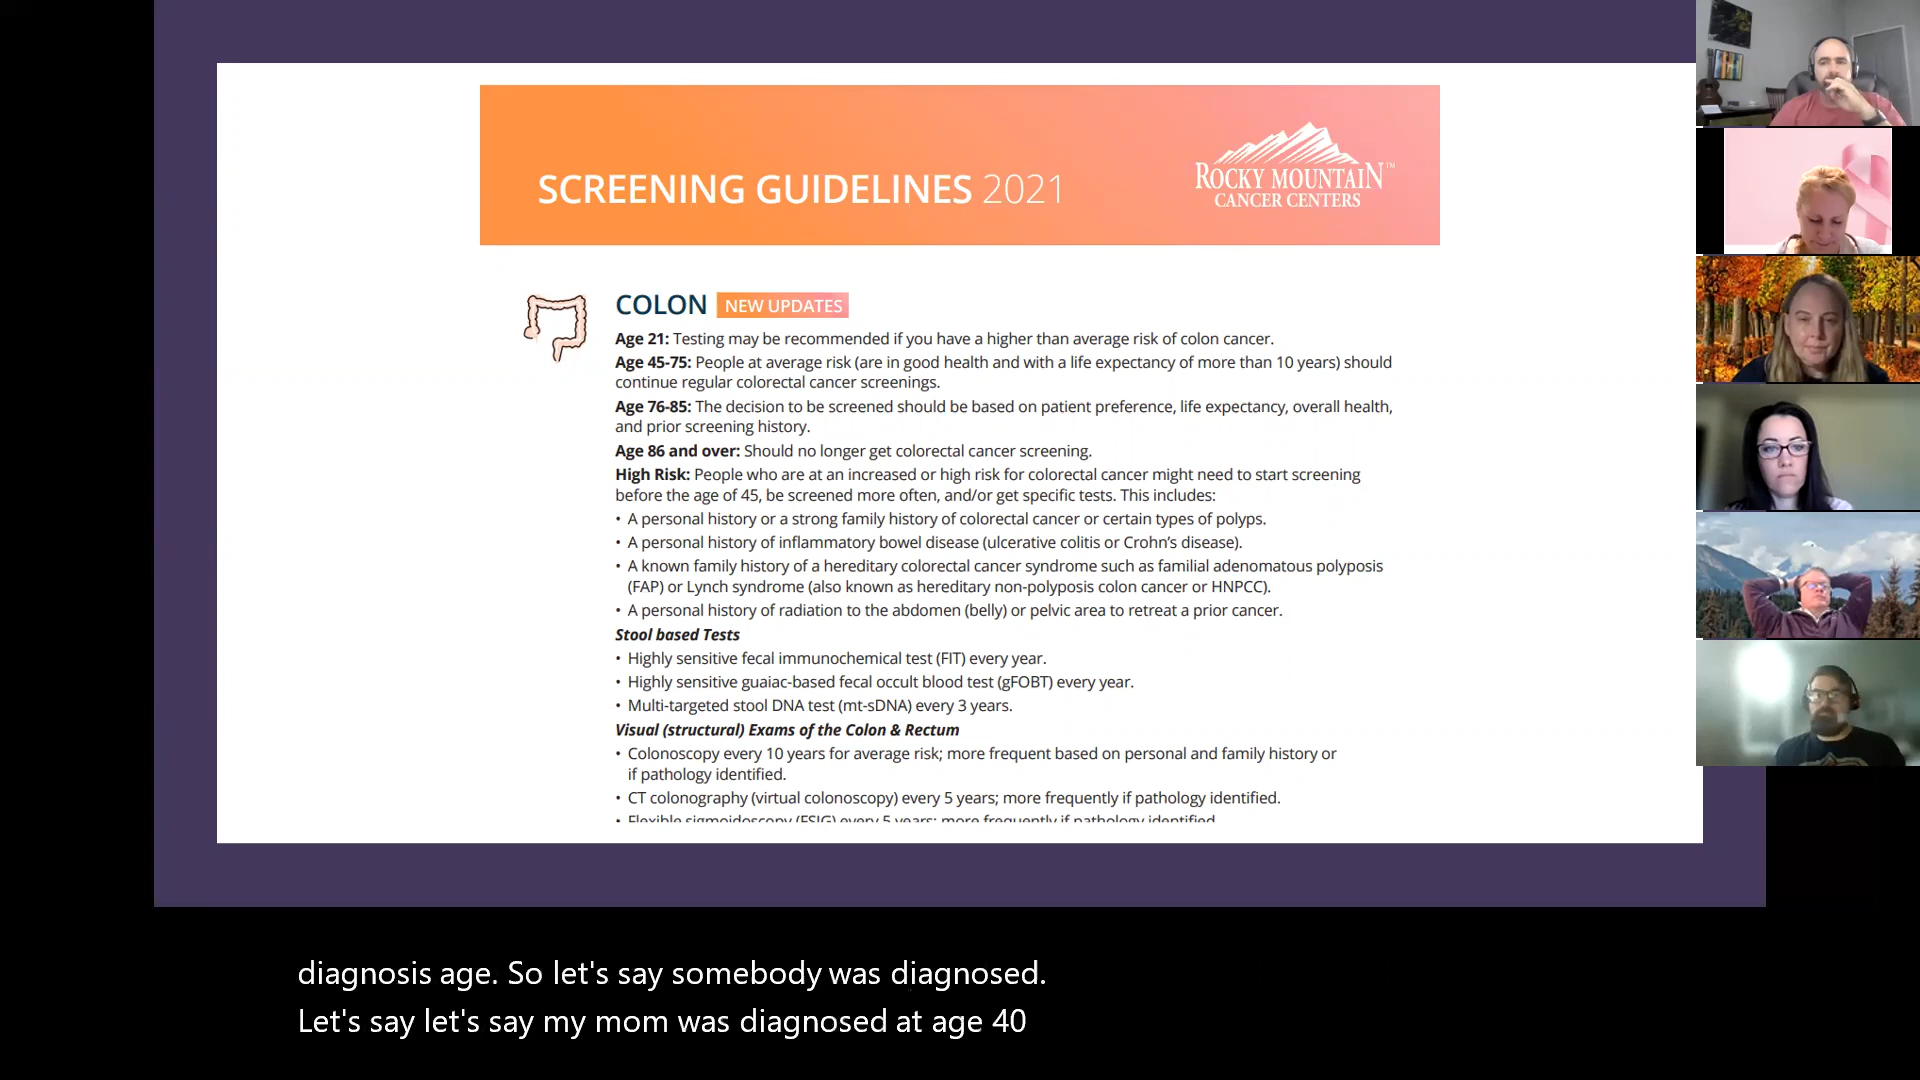 SCREENING GUIDELINES 2021
ROCKY MOUNTAIN™
CANCER CENTERS
COLON NEW UPDATES
Age 21: Testing may be recommended if you have a higher than average risk of colon cancer.
Age 45-75: People at average risk (are in good health and with a life expectancy of more than 10 years) should
continue regular colorectal cancer screenings.
Age 76-85: The decision to be screened should be based on patient preference, life expectancy, overall health,
and prior screening history.
Age 86 and over: Should no longer get colorectal cancer screening.
High Risk: People who are at an increased or high risk for colorectal cancer might need to start screening
before the age of 45, be screened more often, and/or get specific tests. This includes:
• A personal history or a strong family history of colorectal cancer or certain types of polyps.
• A personal history of inflammatory bowel disease (ulcerative colitis or Crohn’s disease).
• A known family history of a hereditary colorectal cancer syndrome such as familial adenomatous polyposis
(FAP) or Lynch syndrome (also known as hereditary non-polyposis colon cancer or HNPCC).
• A personal history of radiation to the abdomen (belly) or pelvic area to retreat a prior cancer.
Stool based Tests
• Highly sensitive fecal immunochemical test (FIT) every year.
• Highly sensitive guaiac-based fecal occult blood test (gFOBT) every year.
• Multi-targeted stool DNA test (mt-sDNA) every 3 years.
Visual (structural) Exams of the Colon & Rectum
• Colonoscopy every 10 years for average risk; more frequent based on personal and family history or
if pathology identified.
• CT colonography (virtual colonoscopy) every 5 years; more frequently if pathology identified.
• Flexible sigmoidoscopy (FSIG) every 5 years; more frequently if pathology identified.
diagnosis age. So let's say somebody was diagnosed.
Let's say let's say my mom was diagnosed at age 40